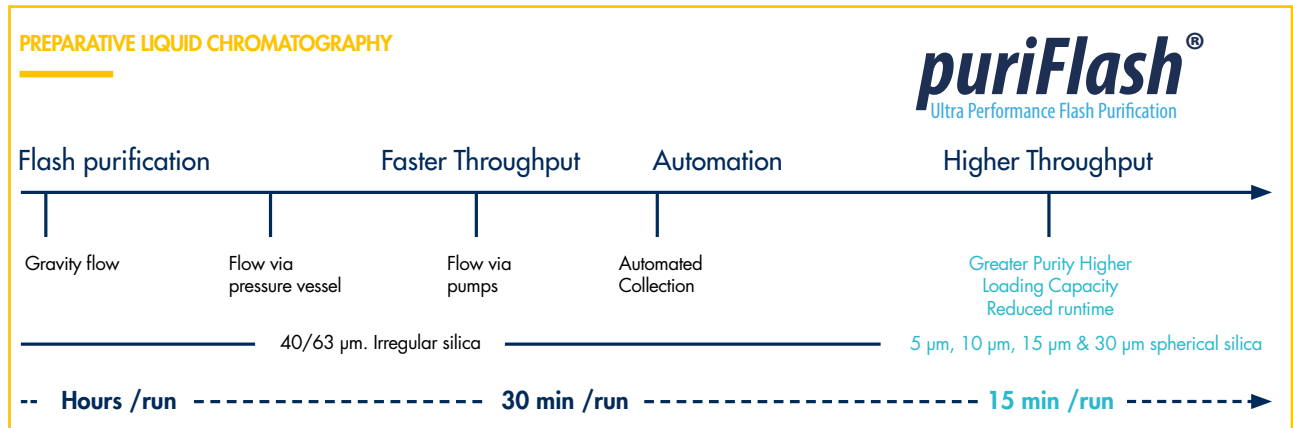 PREPARATIVE LIQUID CHROMATOGRAPHY
puriFlash®
Ultra Performance Flash Purification
Flash purification
Faster Throughput
Automation
Higher Throughput
Gravity flow
Flow via
pressure vessel
Flow via
pumps
Automated
Collection
Greater Purity Higher
Loading Capacity
Reduced runtime
40/63 µm. Irregular silica
5 µm, 10 µm, 15 µm & 30 µm spherical silica
Hours /run
30 min /run
15 min /run